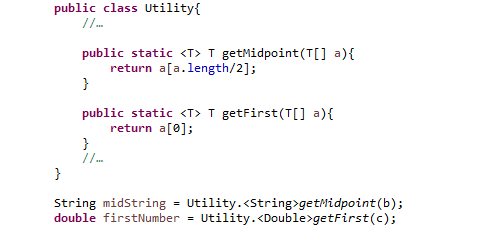 public class Utility{
//…
public static <T> T getMidpoint(T[] a){
return a[a.length/2];
}
public static <T> T getFirst(T[] a){
return a[0];
}
//…
}
String midString = Utility.<String>getMidpoint(b);
double firstNumber = Utility.<Double>getFirst(c);